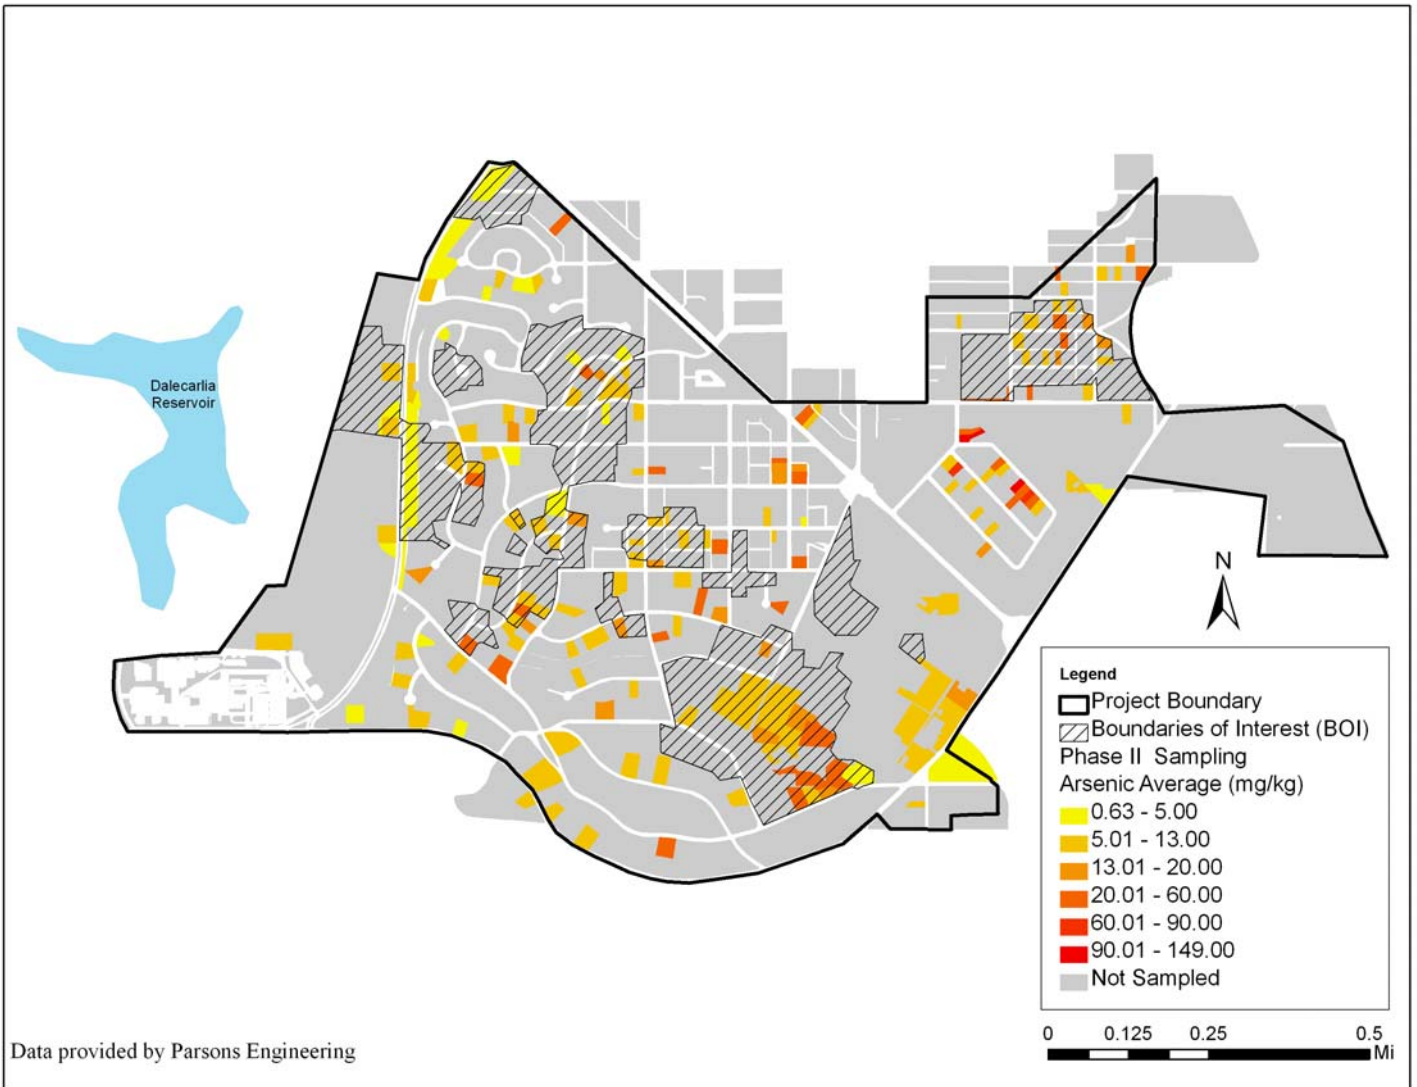 Dalecarlia
Reservoir
N
Legend
Project Boundary
Boundaries of Interest (BOI)
Phase II Sampling
Arsenic Average (mg/kg)
0.63 - 5.00
5.01 - 13.00
13.01 - 20.00
20.01 - 60.00
60.01 - 90.00
90.01 - 149.00
Not Sampled
0 0.125 0.25 0.5
Mi
Data provided by Parsons Engineering